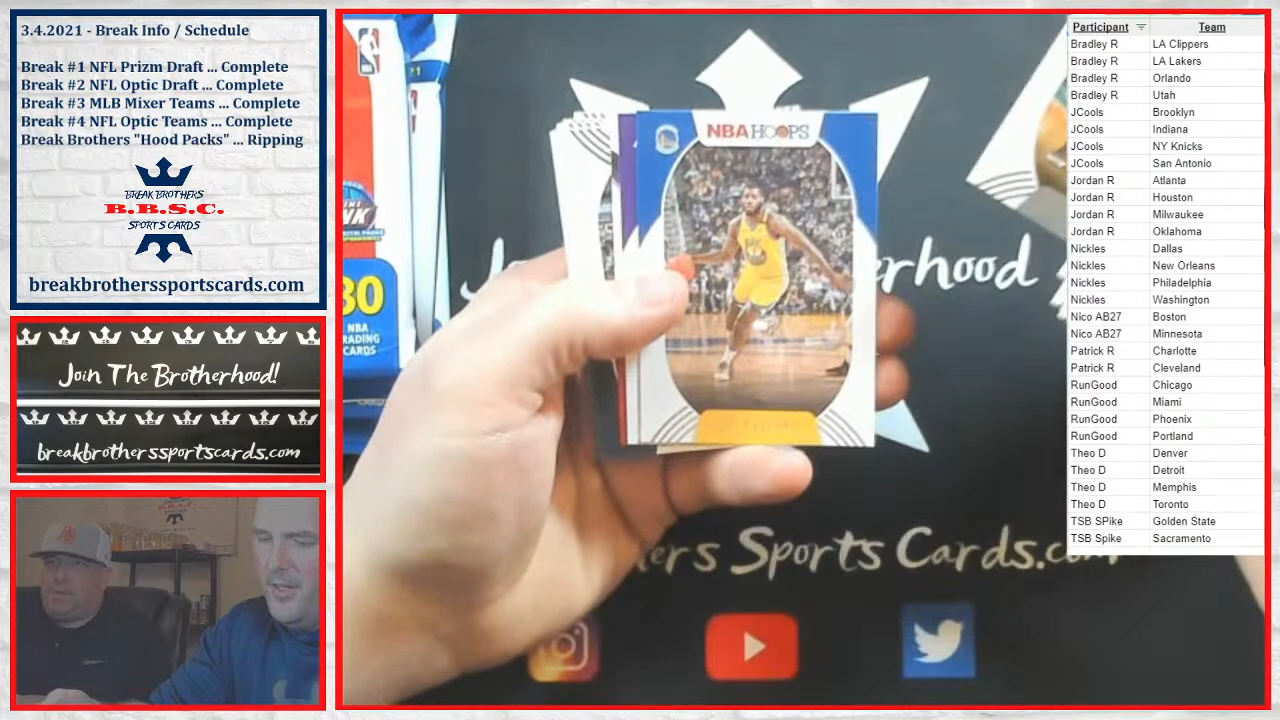 3.4.2021 - Break Info / Schedule
Break #1 NFL Prizm Draft ... Complete
Break #2 NFL Optic Draft ... Complete
Break #3 MLB Mixer Teams ... Complete
Break #4 NFL Optic Teams ... Complete
Break Brothers "Hood Packs" ... Ripping
BREAK BROTHERS
B.B.S.C.
SPORTS CARDS
breakbrotherssportscards.com
Join The Brotherhood!
breakbrotherssportscards.com
NBA
30
NBA
TRADING
CARDS
NBA HOOPS
erhood
ers Sports Cards.co
Participant Team
Bradley R LA Clippers
Bradley R LA Lakers
Bradley R Orlando
Bradley R Utah
JCools Brooklyn
JCools Indiana
JCools NY Knicks
JCools San Antonio
Jordan R Atlanta
Jordan R Houston
Jordan R Milwaukee
Jordan R Oklahoma
Nickles Dallas
Nickles New Orleans
Nickles Philadelphia
Nickles Washington
Nico AB27 Boston
Nico AB27 Minnesota
Patrick R Charlotte
Patrick R Cleveland
RunGood Chicago
RunGood Miami
RunGood Phoenix
RunGood Portland
Theo D Denver
Theo D Detroit
Theo D Memphis
Theo D Toronto
TSB SPike Golden State
TSB Spike Sacramento